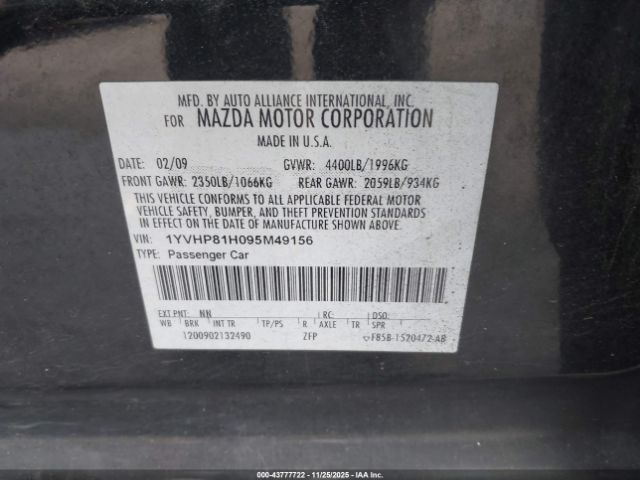 MFD. BY AUTO ALLIANCE INTERNATIONAL, INC.
FOR MAZDA MOTOR CORPORATION
MADE IN U.S.A.
DATE: 02/09 GVWR: 4400LB/1996KG
FRONT GAWR: 2350LB/1066KG REAR GAWR: 2059LB/934KG
THIS VEHICLE CONFORMS TO ALL APPLICABLE FEDERAL MOTOR
VEHICLE SAFETY, BUMPER, AND THEFT PREVENTION STANDARDS
IN EFFECT ON THE DATE OF MANUFACTURE SHOWN ABOVE.
VIN: 1YVHP81H095M49156
TYPE: Passenger Car
EXT PNT: NN RC:
WB BRK INT TR TP/PS R AXLE TR SPR
1200902132490 ZFP F85B-1520472-AB
000-43777722 - 11/25/2025 - IAAI.com